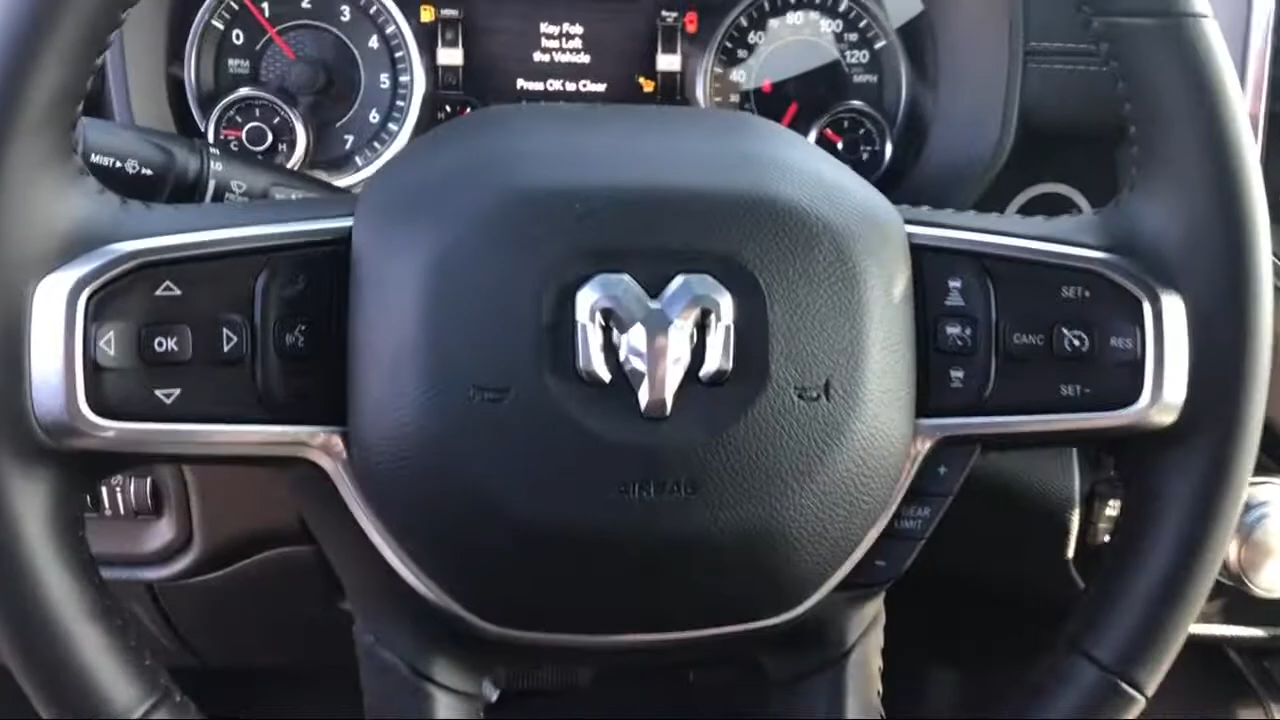 0
1
2
3
4
5
6
7
RPM
C H
MENU
Key Fob
has Left
the Vehicle
Press OK to Clear
40
60
80
100
120
MPH
MIST
OK
SET+
CANC
RES
SET-
AIRBAG
+
GEAR
LIMIT
-